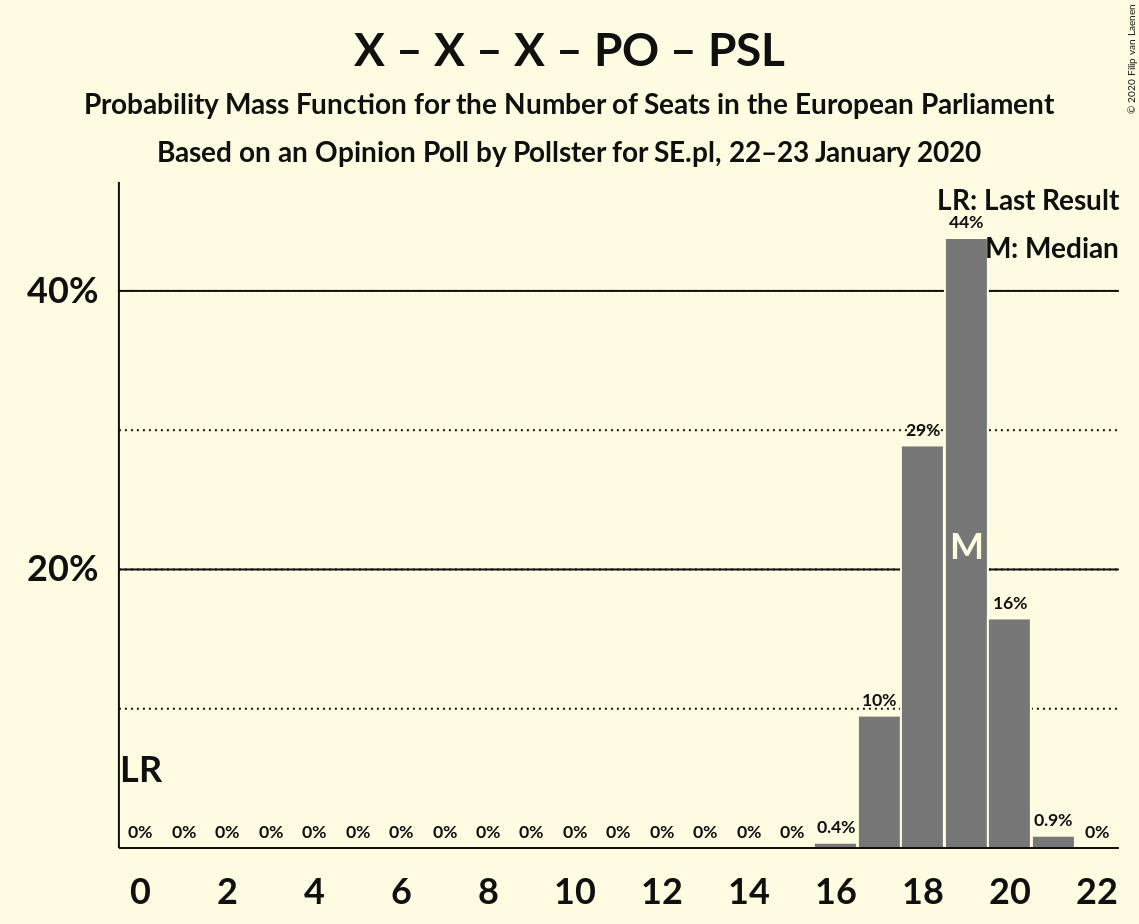 X – X – X – PO – PSL
Probability Mass Function for the Number of Seats in the European Parliament
Based on an Opinion Poll by Pollster for SE.pl, 22–23 January 2020
© 2020 Filip van Laenen
LR: Last Result
M: Median
44%
40%
29%
M
20%
16%
10%
LR
0% 0% 0% 0% 0% 0% 0% 0% 0% 0% 0% 0% 0% 0% 0% 0% 0.4% 0.9% 0%
0 2 4 6 8 10 12 14 16 18 20 22